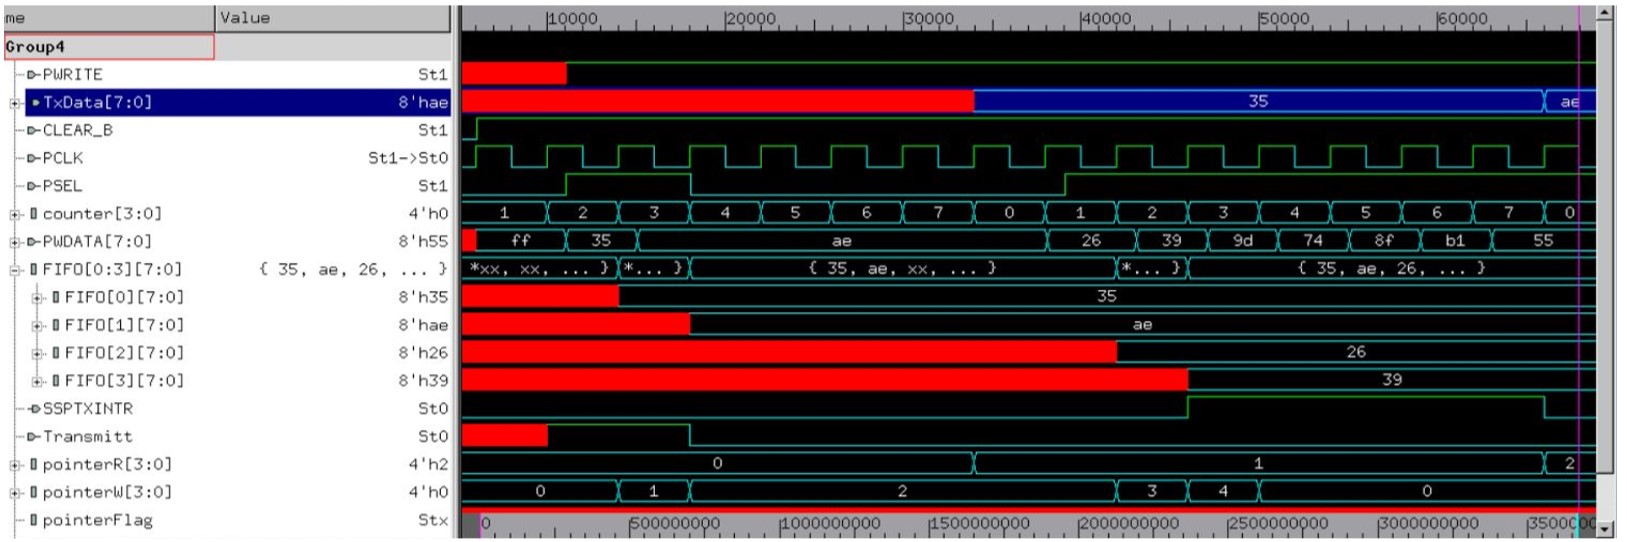 me Value 10000 20000 30000 40000 50000 60000
Group4
PWRITE St1
TxData[7:0] 8'hae 35 ae
CLEAR_B St1
PCLK St1->St0
PSEL St1
counter[3:0] 4'h0 1 2 3 4 5 6 7 0 1 2 3 4 5 6 7 0
PWDATA[7:0] 8'h55 ff 35 ae 26 39 9d 74 8f b1 55
FIFO[0:3][7:0] { 35, ae, 26, ... } *xx, xx, ... } *... } { 35, ae, xx, ... } *... } { 35, ae, 26, ... }
FIFO[0][7:0] 8'h35 35
FIFO[1][7:0] 8'hae ae
FIFO[2][7:0] 8'h26 26
FIFO[3][7:0] 8'h39 39
SSPTXINTR St0
Transmitt St0
pointerR[3:0] 4'h2 0 1 2
pointerW[3:0] 4'h0 0 1 2 3 4 0
pointerFlag Stx 0 500000000 1000000000 1500000000 2000000000 2500000000 3000000000